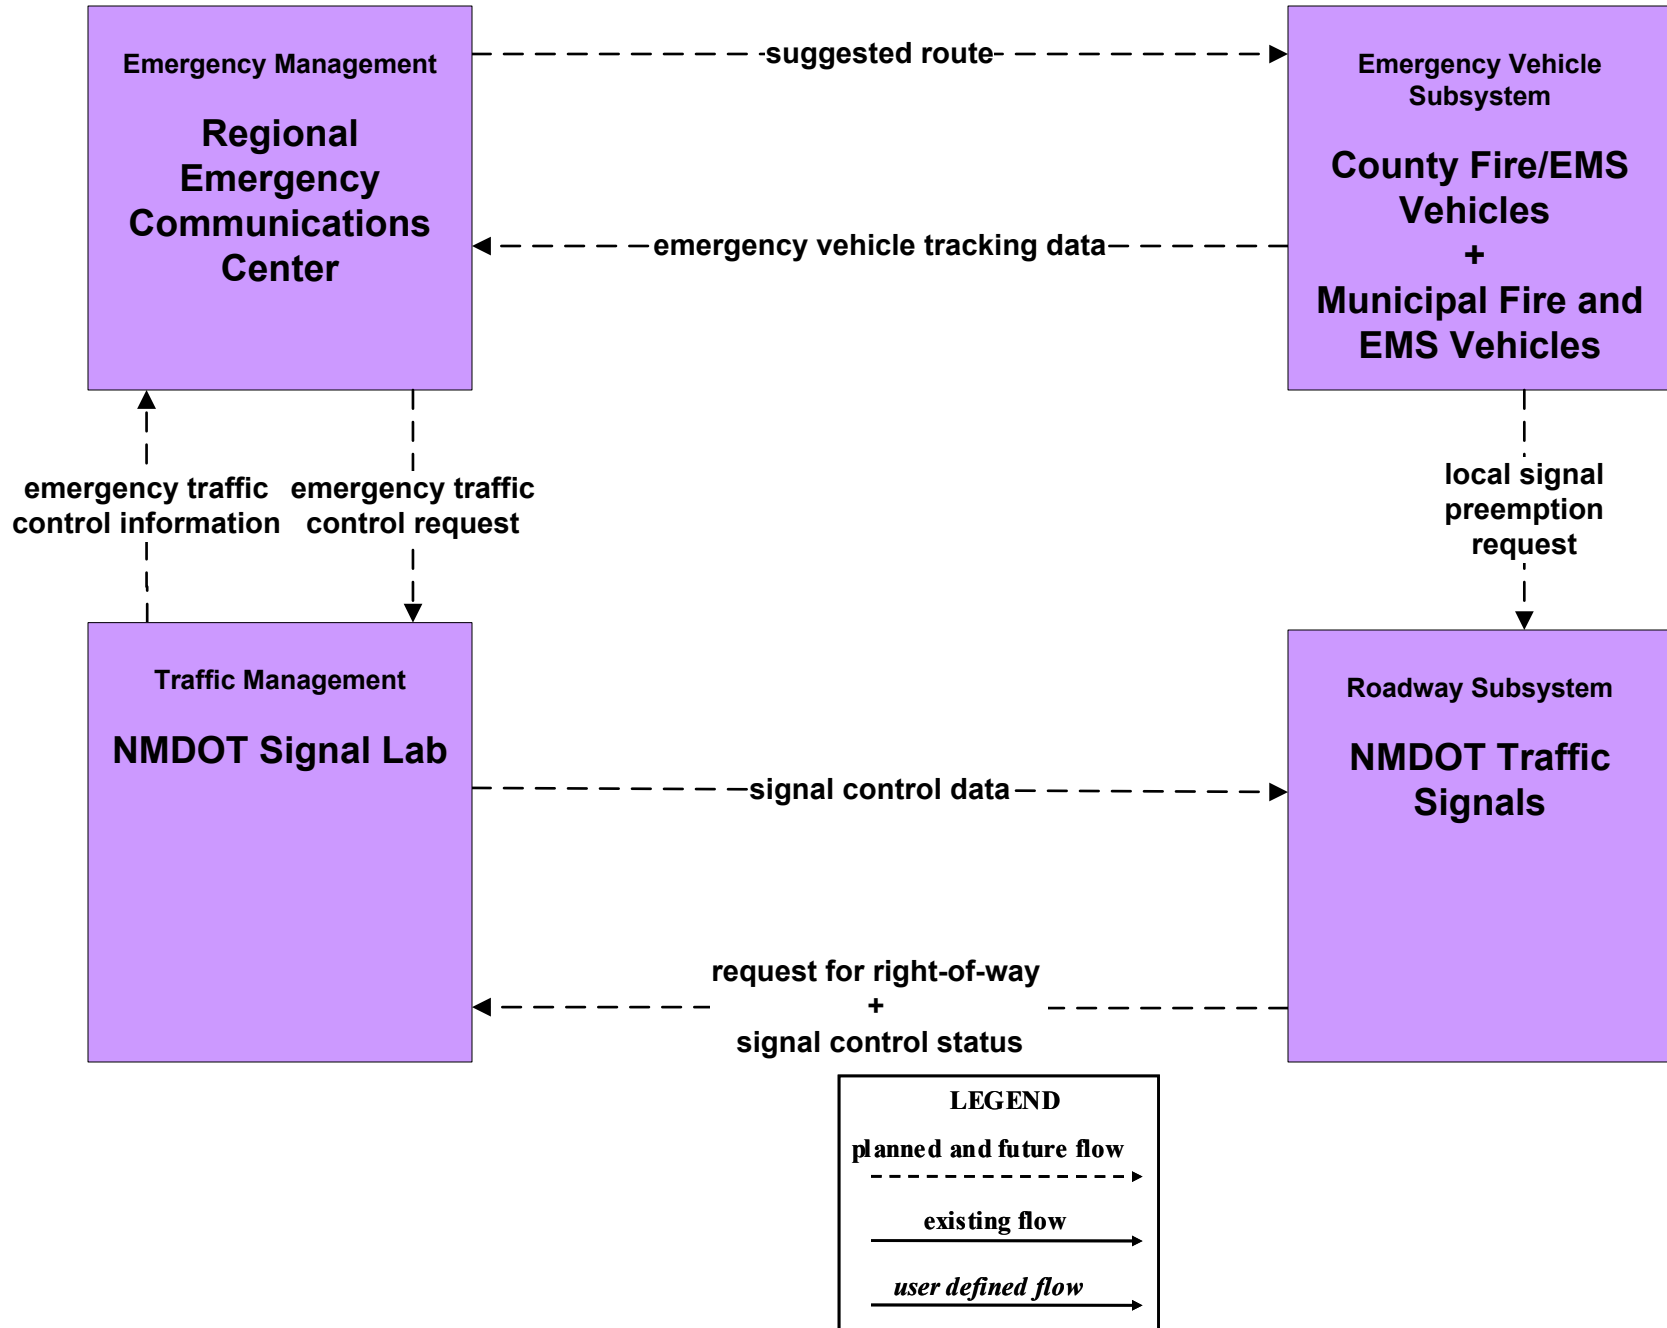 Emergency Management
Regional
Emergency
Communications
Center
suggested route
emergency vehicle tracking data
Emergency Vehicle
Subsystem
County Fire/EMS
Vehicles
+
Municipal Fire and
EMS Vehicles
emergency traffic
control information
emergency traffic
control request
local signal
preemption
request
Traffic Management
NMDOT Signal Lab
signal control data
Roadway Subsystem
NMDOT Traffic
Signals
request for right-of-way
+
signal control status
LEGEND
planned and future flow
existing flow
user defined flow